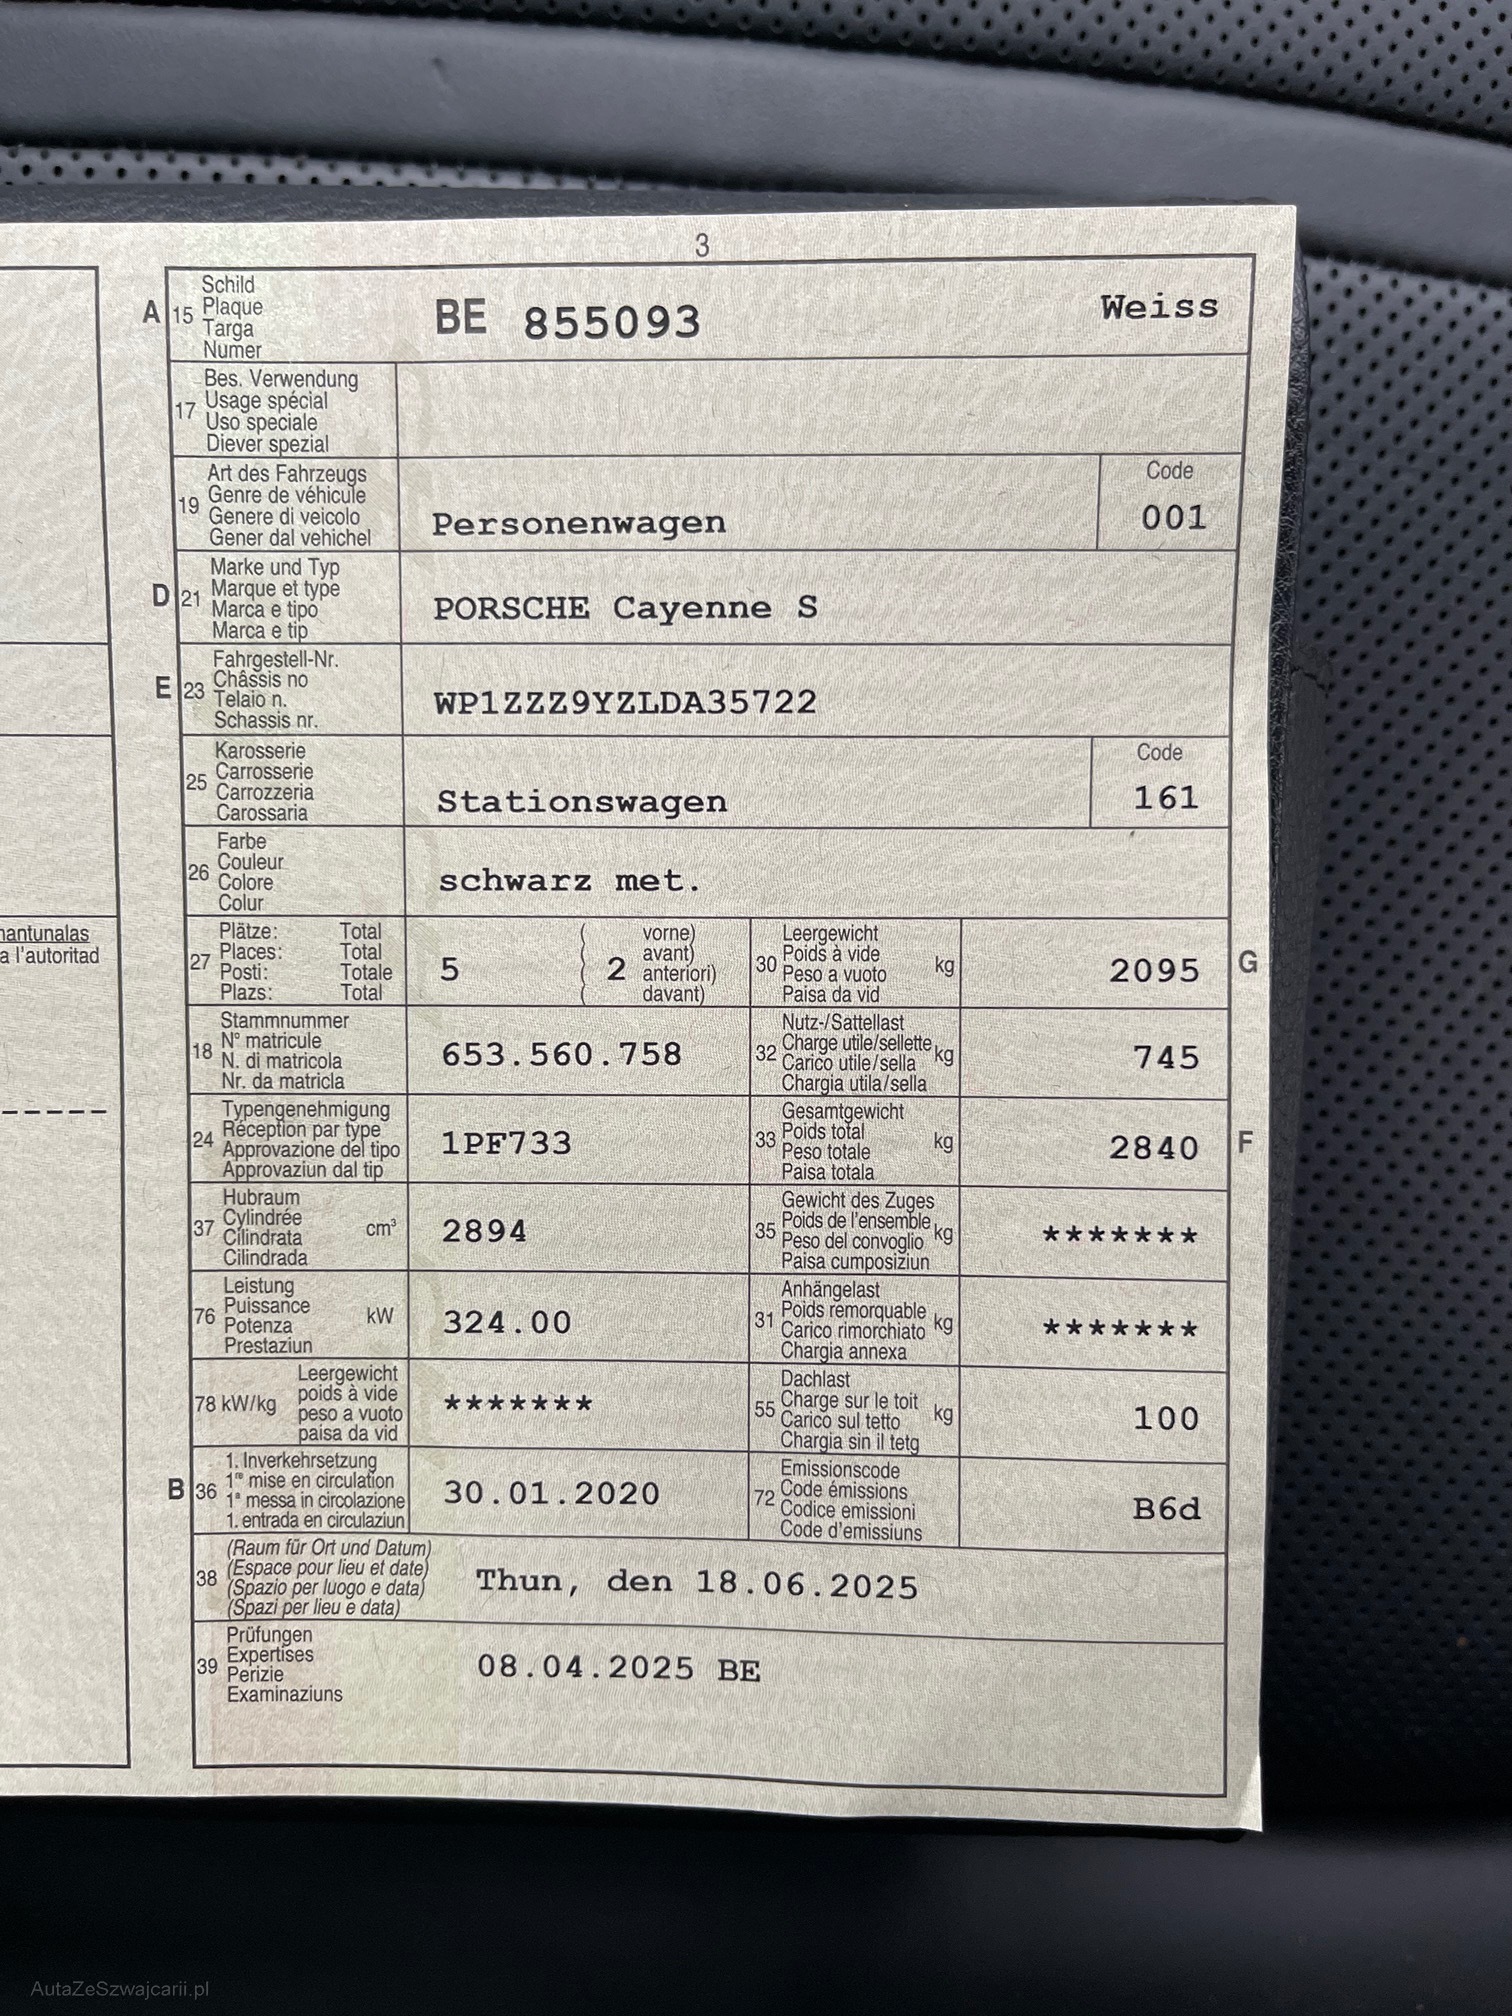 3
A 15 Schild
Plaque
Targa
Numer
BE 855093 Weiss
17 Bes. Verwendung
Usage spécial
Uso speciale
Diever spezial
19 Art des Fahrzeugs
Genre de véhicule
Genere di veicolo
Gener dal vehichel
Personenwagen
Code
001
D 21 Marke und Typ
Marque et type
Marca e tipo
Marca e tip
PORSCHE Cayenne S
E 23 Fahrgestell-Nr.
Châssis no
Telaio n.
Schassis nr.
WP1ZZZ9YZLDA35722
25 Karosserie
Carrosserie
Carrozzeria
Carossaria
Stationswagen
Code
161
26 Farbe
Couleur
Colore
Colur
schwarz met.
antunalas
a l'autoritad
27 Plätze: Total
Places: Total
Posti: Totale
Plazs: Total
5 ( 2 vorne)
( avant)
( anteriori)
( davant)
30 Leergewicht
Poids à vide
Peso a vuoto
Paisa da vid
kg 2095 G
18 Stammnummer
N° matricule
N. di matricola
Nr. da matricla
653.560.758
32 Nutz-/Sattellast
Charge utile/sellette
Carico utile/sella
Chargia utila/sella
kg 745
24 Typengenehmigung
Réception par type
Approvazione del tipo
Approvaziun dal tip
1PF733
33 Gesamtgewicht
Poids total
Peso totale
Paisa totala
kg 2840 F
37 Hubraum
Cylindrée
Cilindrata
Cilindrada
cm³ 2894
35 Gewicht des Zuges
Poids de l'ensemble
Peso del convoglio
Paisa cumposiziun
kg *******
76 Leistung
Puissance
Potenza
Prestaziun
kW 324.00
31 Anhängelast
Poids remorquable
Carico rimorchiato
Chargia annexa
kg *******
78 kW/kg Leergewicht
poids à vide
peso a vuoto
paisa da vid
*******
55 Dachlast
Charge sur le toit
Carico sul tetto
Chargia sin il tetg
kg 100
B 36 1. Inverkehrsetzung
1re mise en circulation
1a messa in circolazione
1. entrada en circulaziun
30.01.2020
72 Emissionscode
Code émissions
Codice emissioni
Code d'emissiuns
B6d
38 (Raum für Ort und Datum)
(Espace pour lieu et date)
(Spazio per luogo e data)
(Spazi per lieu e data)
Thun, den 18.06.2025
39 Prüfungen
Expertises
Perizie
Examinaziuns
08.04.2025 BE
AutaZeSzwajcarii.pl